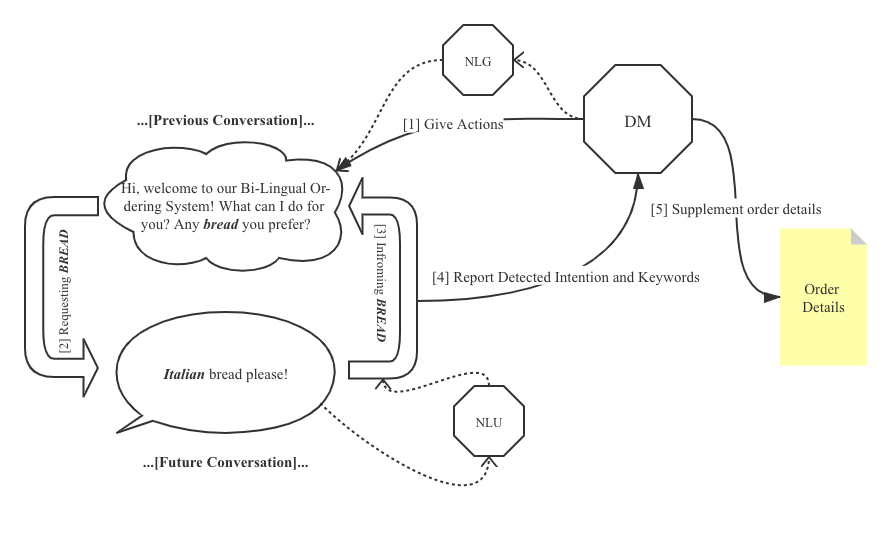 NLG
...[Previous Conversation]...
[1] Give Actions
DM
Hi, welcome to our Bi-Lingual Or-
dering System! What can I do for
you? Any bread you prefer?
[5] Supplement order details
[2] Requesting BREAD
[3] Infroming BREAD
[4] Report Detected Intention and Keywords
Order
Details
Italian bread please!
NLU
...[Future Conversation]...